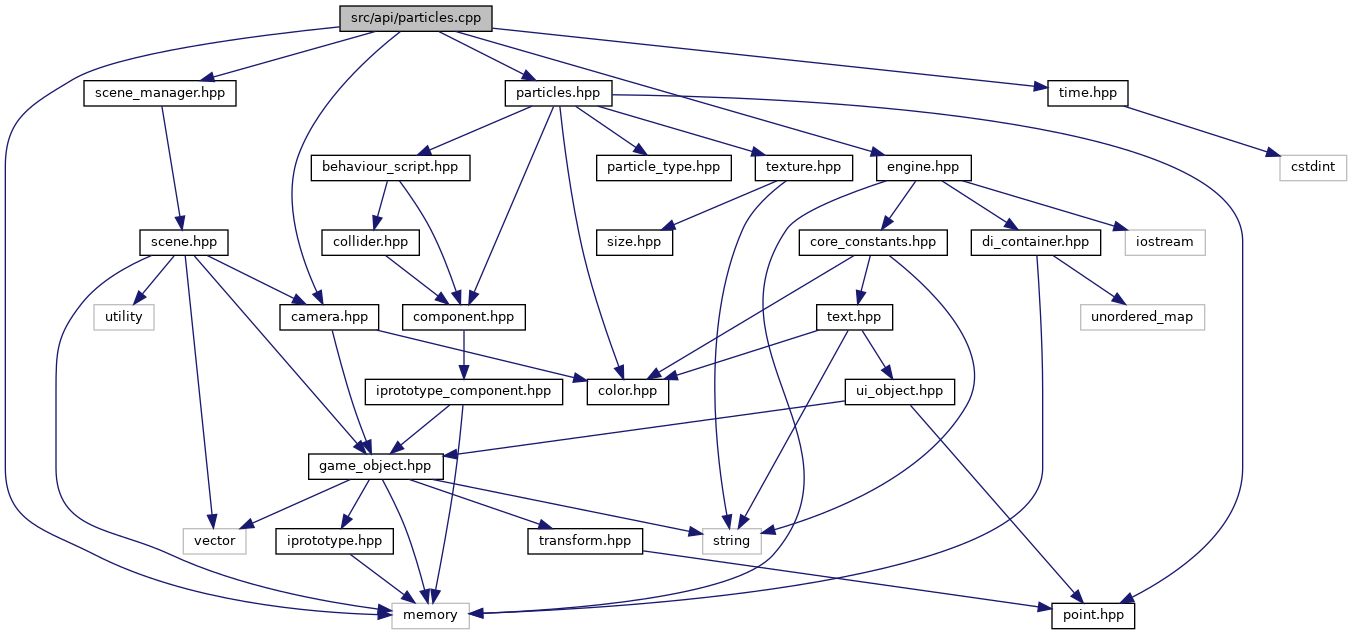 src/api/particles.cpp
scene_manager.hpp
particles.hpp
time.hpp
behaviour_script.hpp
particle_type.hpp
texture.hpp
engine.hpp
cstdint
scene.hpp
collider.hpp
size.hpp
core_constants.hpp
di_container.hpp
iostream
utility
camera.hpp
component.hpp
text.hpp
unordered_map
iprototype_component.hpp
color.hpp
ui_object.hpp
game_object.hpp
vector
iprototype.hpp
transform.hpp
string
memory
point.hpp